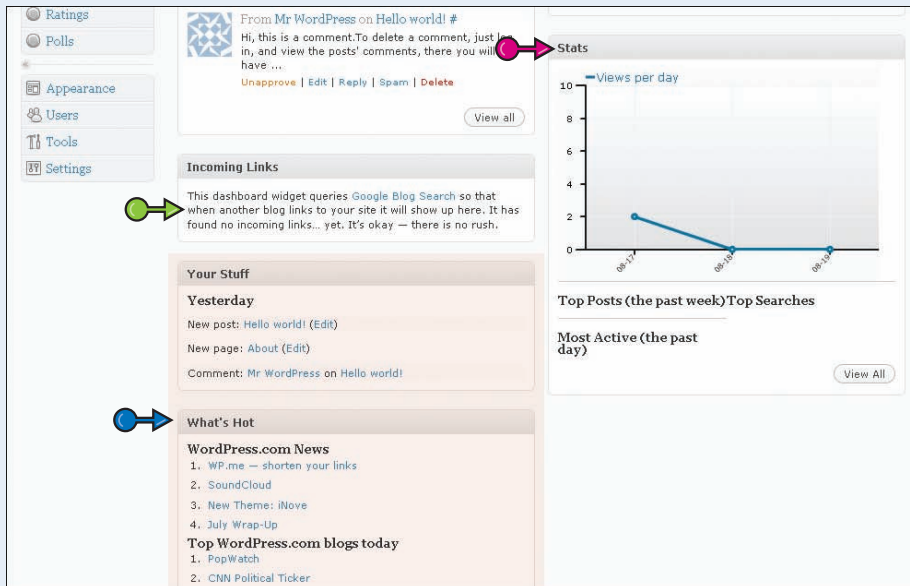 Ratings
Polls
Appearance
Users
Tools
Settings
From Mr WordPress on Hello world! #
Hi, this is a comment.To delete a comment, just
in, and view the posts' comments, there you will
have ...
Unapprove | Edit | Reply | Spam | Delete
View all
Incoming Links
This dashboard widget queries Google Blog Search so that
when another blog links to your site it will show up here. It has
found no incoming links... yet. It's okay — there is no rush.
Your Stuff
Yesterday
New post: Hello world! (Edit)
New page: About (Edit)
Comment: Mr WordPress on Hello world!
What's Hot
WordPress.com News
1. WP.me — shorten your links
2. SoundCloud
3. New Theme: iNove
4. July Wrap-Up
Top WordPress.com blogs today
1. PopWatch
2. CNN Political Ticker
Stats
Views per day
10
8
6
4
2
0
08-17
08-18
08-19
Top Posts (the past week) Top Searches
Most Active (the past
day)
View All